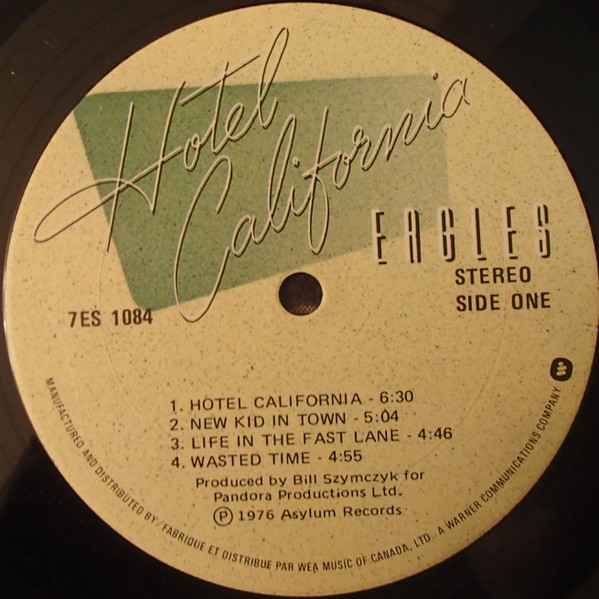 Hotel
California
EAGLES
STEREO
SIDE ONE
7ES 1084
1. HOTEL CALIFORNIA - 6:30
2. NEW KID IN TOWN - 5:04
3. LIFE IN THE FAST LANE - 4:46
4. WASTED TIME - 4:55
Produced by Bill Szymczyk for
Pandora Productions Ltd.
Ⓟ 1976 Asylum Records
MANUFACTURED AND DISTRIBUTED BY/FABRIQUE ET DISTRIBUE PAR WEA MUSIC OF CANADA, LTD. A WARNER COMMUNICATIONS COMPANY